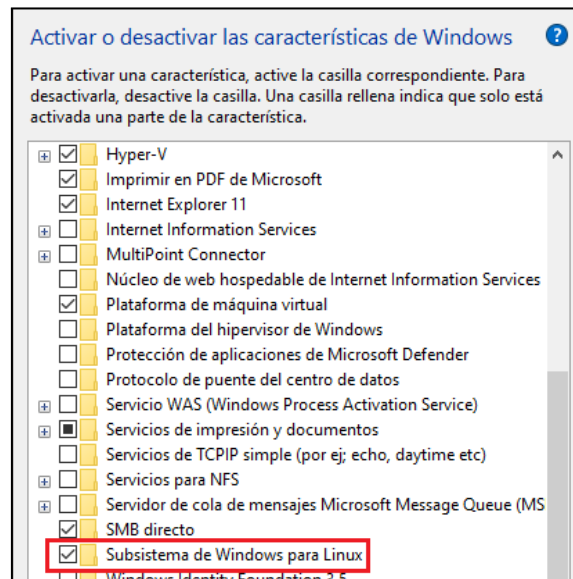 Activar o desactivar las características de Windows
Para activar una característica, active la casilla correspondiente. Para
desactivarla, desactive la casilla. Una casilla rellena indica que solo está
activada una parte de la característica.
Hyper-V
Imprimir en PDF de Microsoft
Internet Explorer 11
Internet Information Services
MultiPoint Connector
Núcleo de web hospedable de Internet Information Services
Plataforma de máquina virtual
Plataforma del hipervisor de Windows
Protección de aplicaciones de Microsoft Defender
Protocolo de puente del centro de datos
Servicio WAS (Windows Process Activation Service)
Servicios de impresión y documentos
Servicios de TCPIP simple (por ej; echo, daytime etc)
Servicios para NFS
Servidor de cola de mensajes Microsoft Message Queue (MS
SMB directo
Subsistema de Windows para Linux
Windows Identity Foundation 3.5